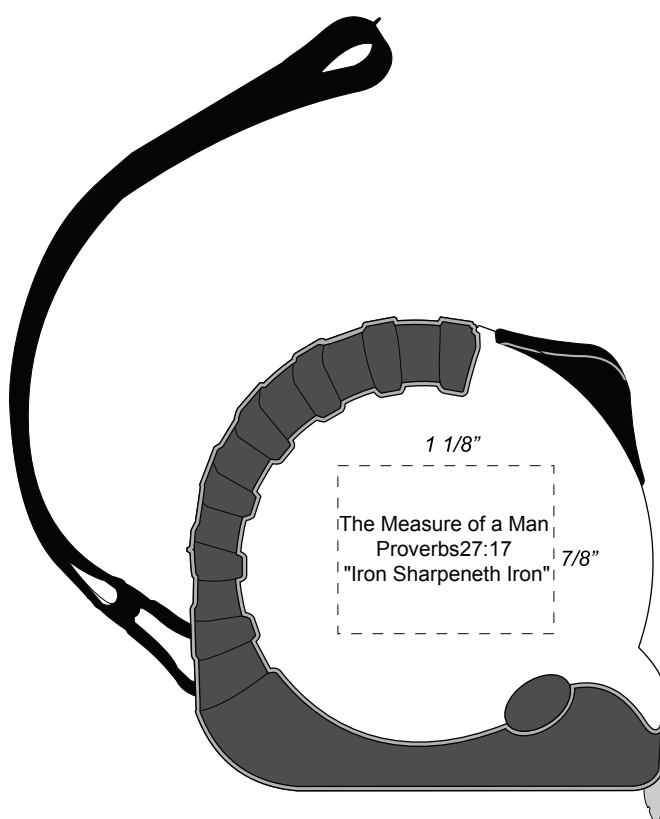 1 1/8”
The Measure of a Man
Proverbs27:17
"Iron Sharpeneth Iron"
7/8”